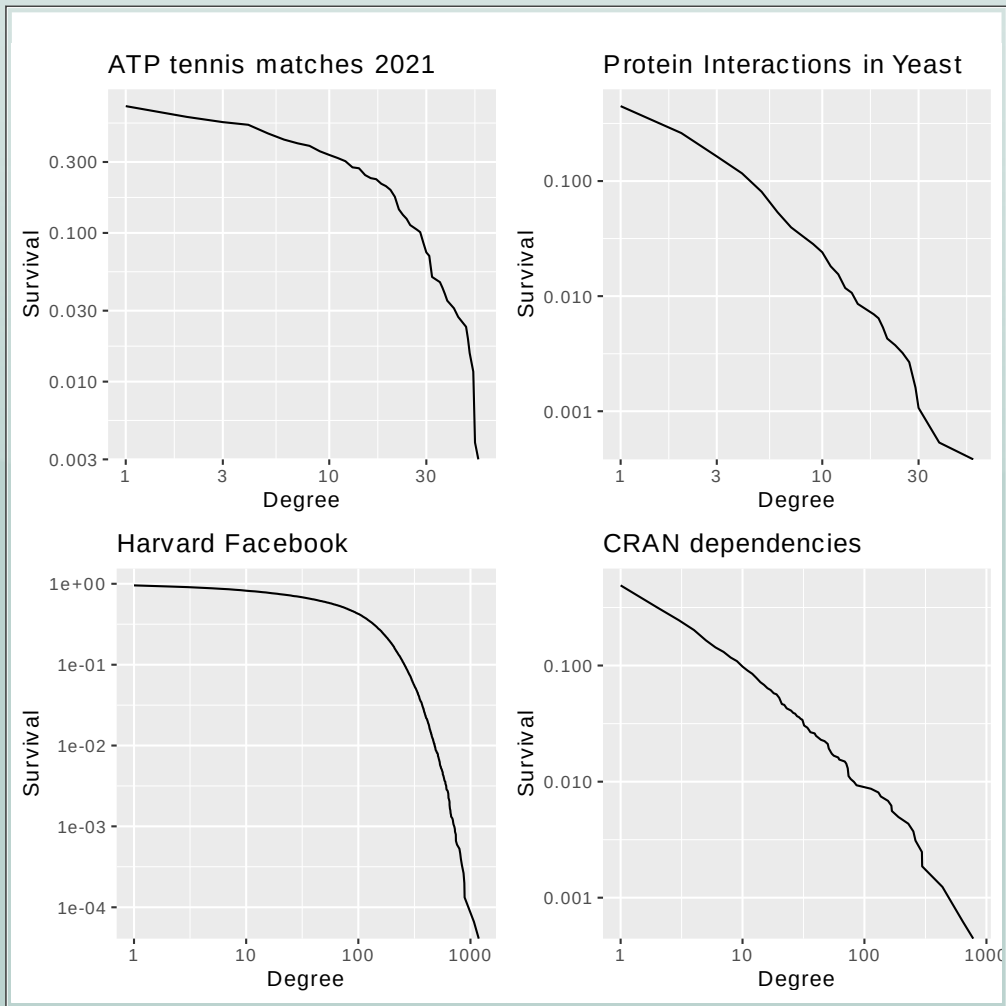 ATP tennis matches 2021
Survival
0.300
0.100
0.030
0.010
0.003
1 3 10 30
Degree
Protein Interactions in Yeast
Survival
0.100
0.010
0.001
1 3 10 30
Degree
Harvard Facebook
Survival
1e+00
1e-01
1e-02
1e-03
1e-04
1 10 100 1000
Degree
CRAN dependencies
Survival
0.100
0.010
0.001
1 10 100 1000
Degree